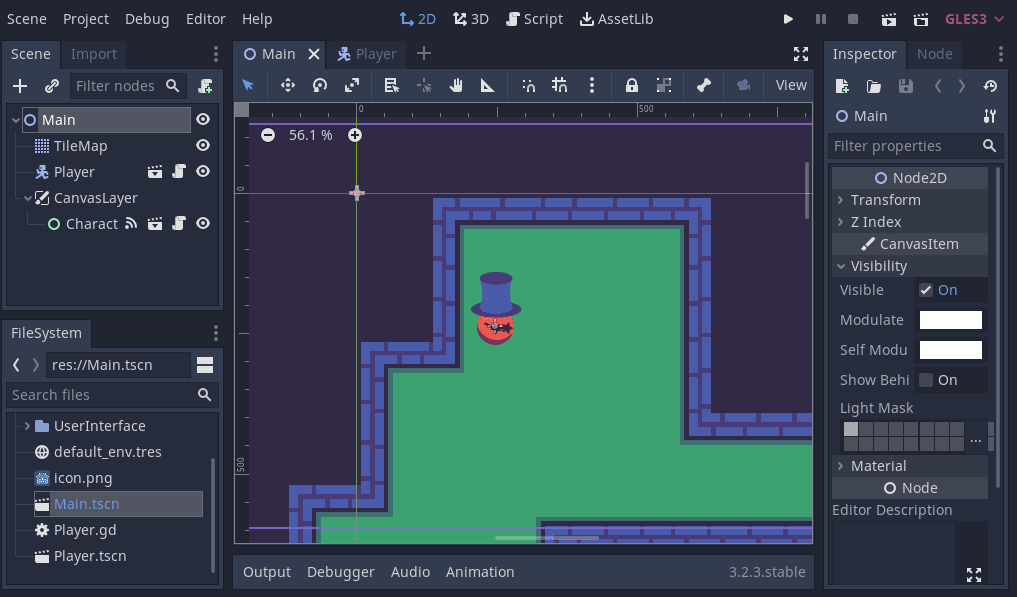 Scene Project Debug Editor Help 2D 3D Script AssetLib GLES3
Scene Import
Filter nodes
Main
TileMap
Player
CanvasLayer
Charact
FileSystem
res://Main.tscn
Search files
UserInterface
default_env.tres
icon.png
Main.tscn
Player.gd
Player.tscn
Main Player
View
0 500
56.1 %
0
500
Output Debugger Audio Animation 3.2.3.stable
Inspector Node
Main
Filter properties
Node2D
Transform
Z Index
CanvasItem
Visibility
Visible On
Modulate
Self Modu
Show Behi On
Light Mask
...
Material
Node
Editor Description